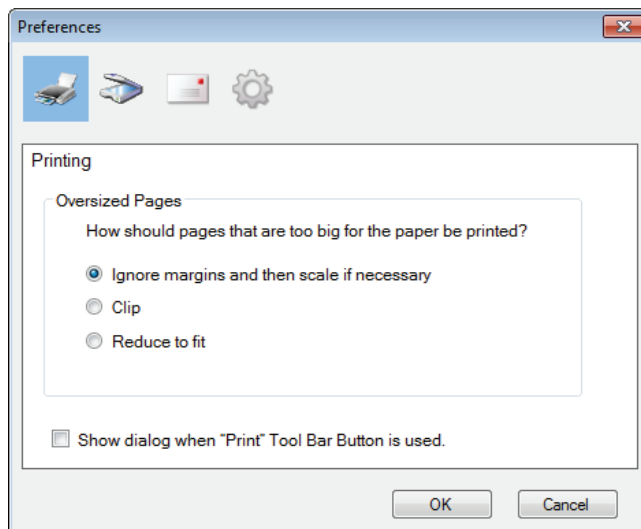 Preferences
Printing
Oversized Pages
How should pages that are too big for the paper be printed?
Ignore margins and then scale if necessary
Clip
Reduce to fit
Show dialog when "Print" Tool Bar Button is used.
OK
Cancel